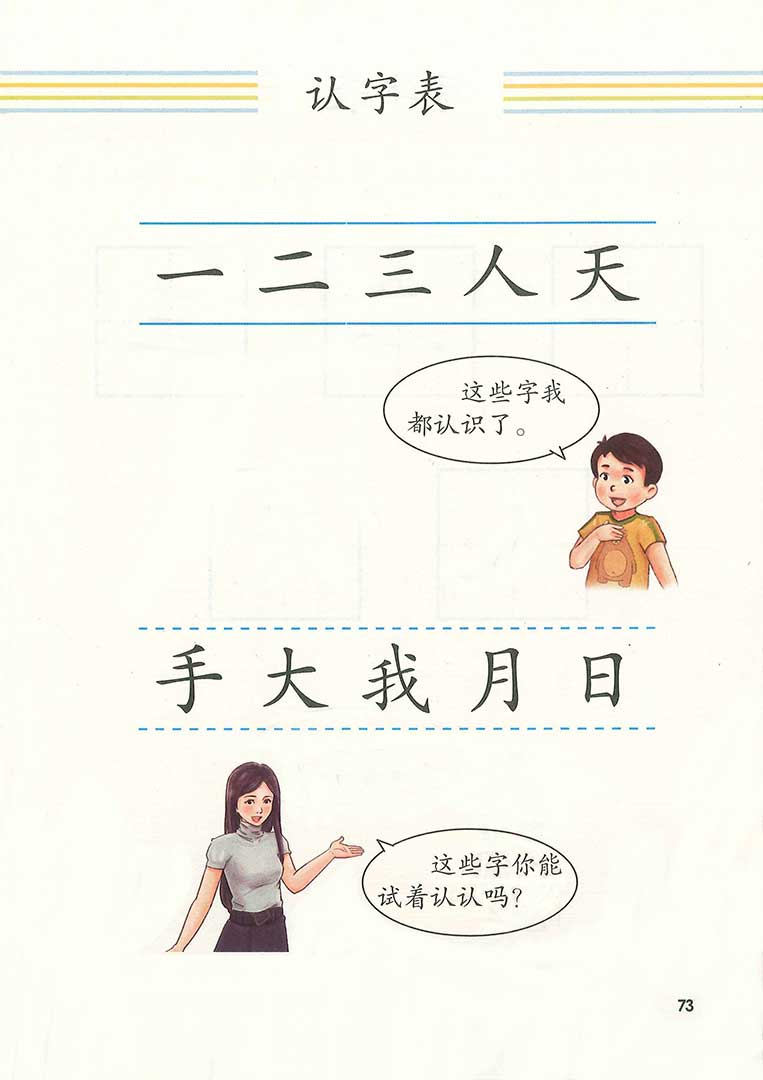 认字表
一 二 三 人 天
这些字我
都认识了。
手 大 我 月 日
这些字你能
试着认认吗?
73